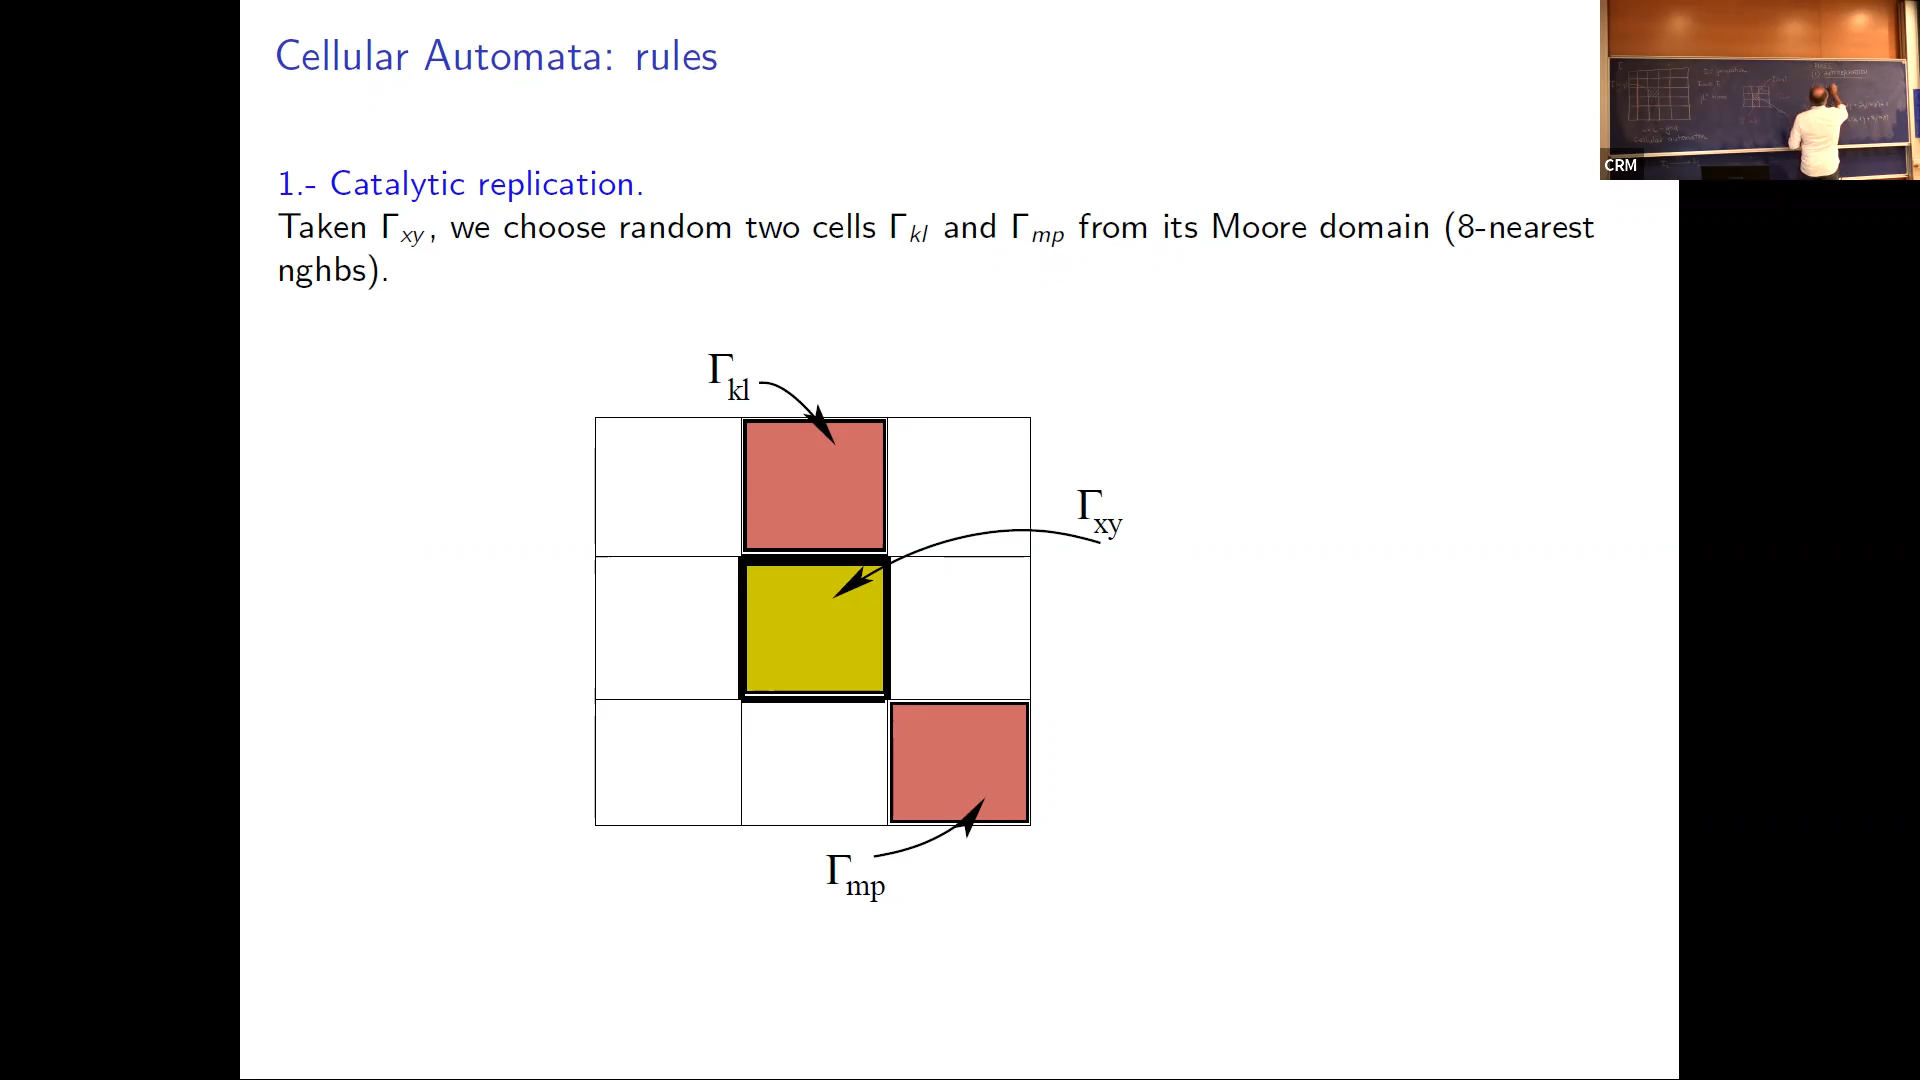 Cellular Automata: rules
1.- Catalytic replication.
Taken Γxy, we choose random two cells Γkl and Γmp from its Moore domain (8-nearest
nghbs).
Γkl
Γxy
Γmp
CRM